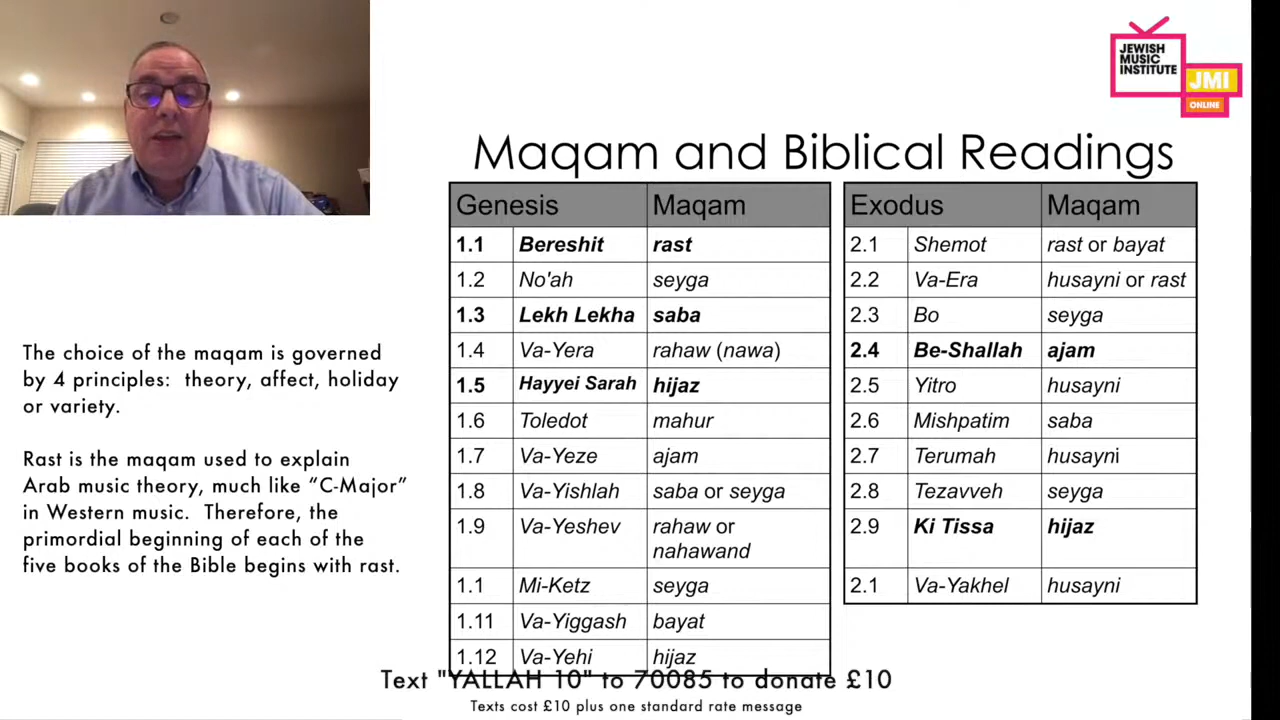 JEWISH
MUSIC
INSTITUTE
JMI
ONLINE
Maqam and Biblical Readings
The choice of the maqam is governed
by 4 principles: theory, affect, holiday
or variety.
Rast is the maqam used to explain
Arab music theory, much like “C-Major”
in Western music. Therefore, the
primordial beginning of each of the
five books of the Bible begins with rast.
Genesis Maqam
1.1 Bereshit rast
1.2 No'ah seyga
1.3 Lekh Lekha saba
1.4 Va-Yera rahaw (nawa)
1.5 Hayyei Sarah hijaz
1.6 Toledot mahur
1.7 Va-Yeze ajam
1.8 Va-Yishlah saba or seyga
1.9 Va-Yeshev rahaw or
nahawand
1.1 Mi-Ketz seyga
1.11 Va-Yiggash bayat
1.12 Va-Yehi hijaz
Exodus Maqam
2.1 Shemot rast or bayat
2.2 Va-Era husayni or rast
2.3 Bo seyga
2.4 Be-Shallah ajam
2.5 Yitro husayni
2.6 Mishpatim saba
2.7 Terumah husayni
2.8 Tezavveh seyga
2.9 Ki Tissa hijaz
2.1 Va-Yakhel husayni
Text "YALLAH 10" to 70085 to donate £10
Texts cost £10 plus one standard rate message